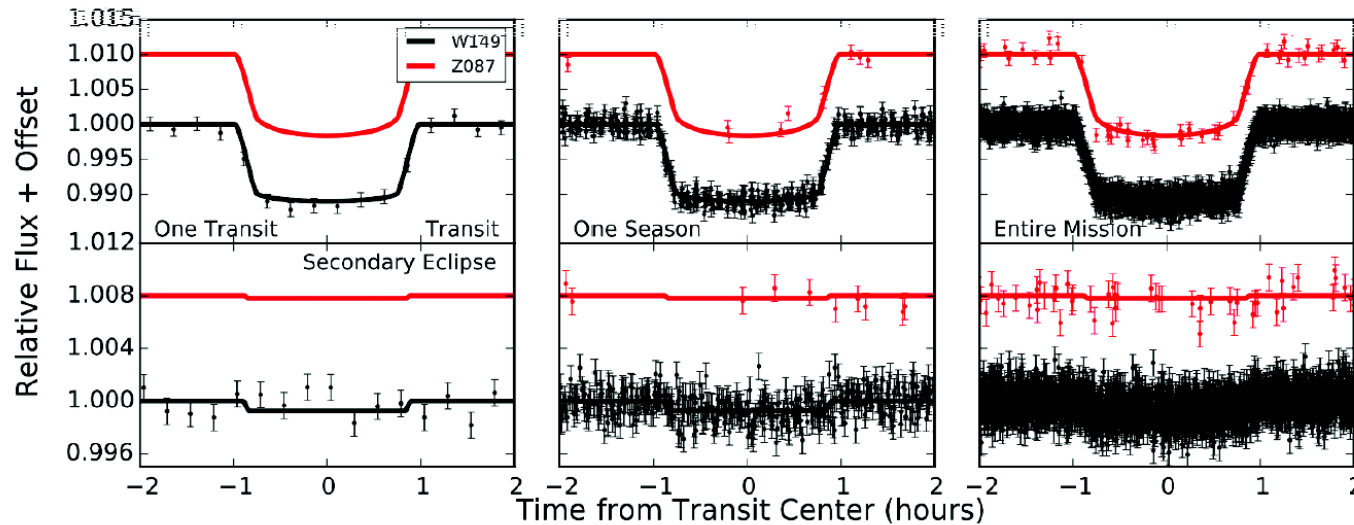 1.015
1.010
1.005
1.000
0.995
0.990
W149
Z087
One Transit
Transit
One Season
Entire Mission
1.012
1.008
1.004
1.000
0.996
Secondary Eclipse
−2 −1 0 1 2
−2 −1 0 1 2
−2 −1 0 1 2
Relative Flux + Offset
Time from Transit Center (hours)